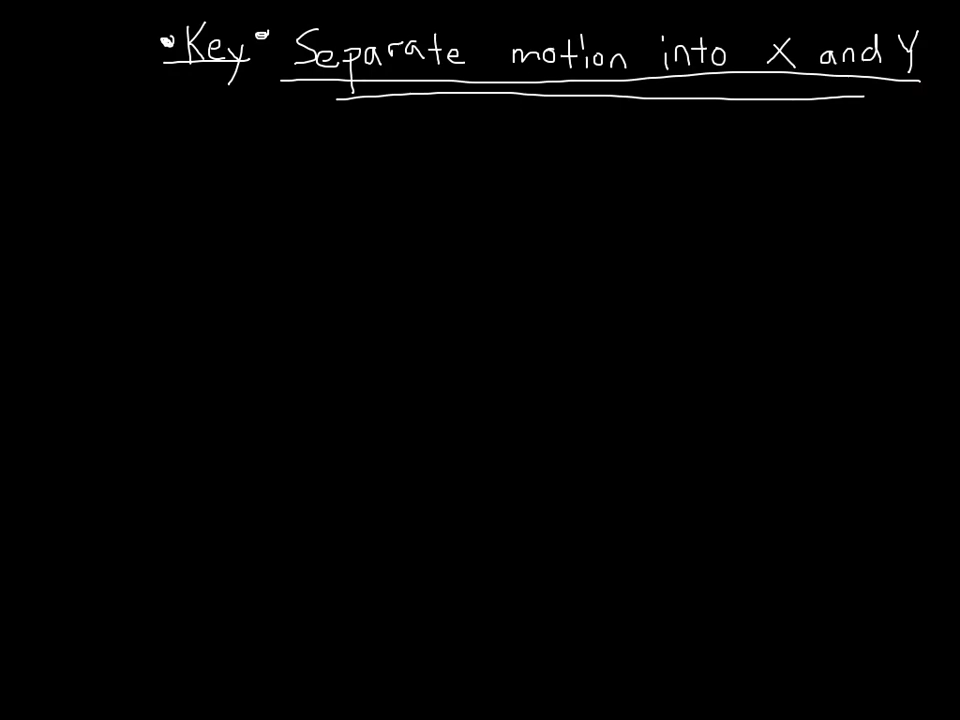 •Key• Separate motion into X and Y